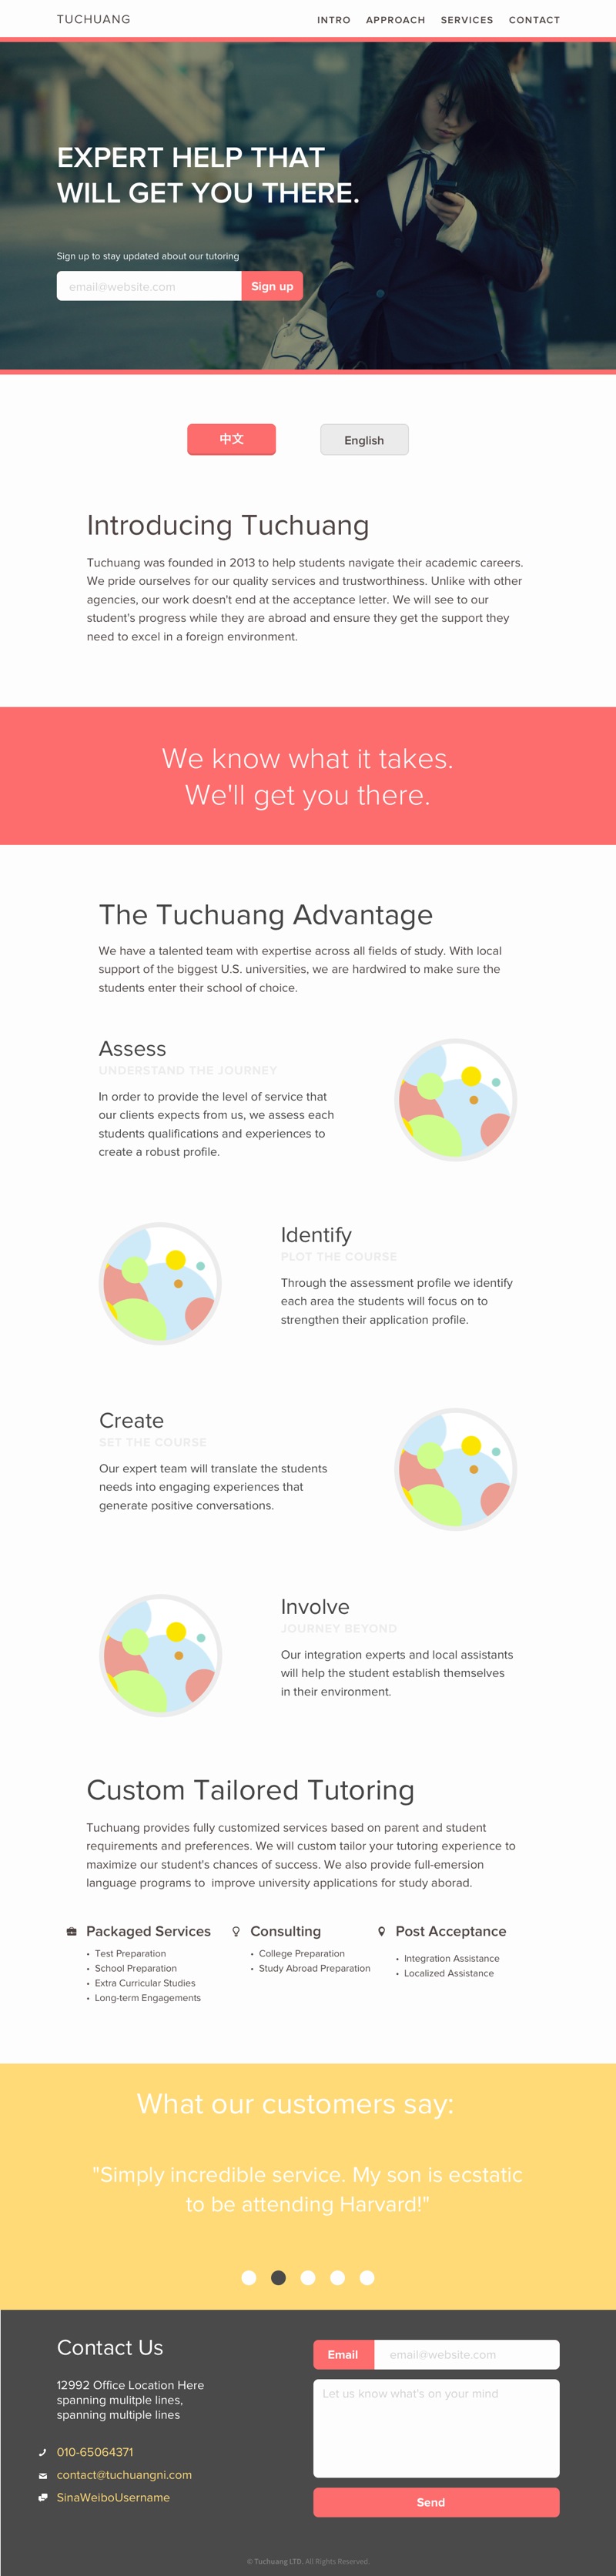 TUCHUANG
INTRO APPROACH SERVICES CONTACT
EXPERT HELP THAT
WILL GET YOU THERE.
Sign up to stay updated about our tutoring
email@website.com Sign up
中文 English
Introducing Tuchuang
Tuchuang was founded in 2013 to help students navigate their academic careers.
We pride ourselves for our quality services and trustworthiness. Unlike with other
agencies, our work doesn't end at the acceptance letter. We will see to our
student's progress while they are abroad and ensure they get the support they
need to excel in a foreign environment.
We know what it takes.
We'll get you there.
The Tuchuang Advantage
We have a talented team with expertise across all fields of study. With local
support of the biggest U.S. universities, we are hardwired to make sure the
students enter their school of choice.
Assess
UNDERSTAND THE JOURNEY
In order to provide the level of service that
our clients expects from us, we assess each
students qualifications and experiences to
create a robust profile.
Identify
PLOT THE COURSE
Through the assessment profile we identify
each area the students will focus on to
strengthen their application profile.
Create
SET THE COURSE
Our expert team will translate the students
needs into engaging experiences that
generate positive conversations.
Involve
JOURNEY BEYOND
Our integration experts and local assistants
will help the student establish themselves
in their environment.
Custom Tailored Tutoring
Tuchuang provides fully customized services based on parent and student
requirements and preferences. We will custom tailor your tutoring experience to
maximize our student's chances of success. We also provide full-emersion
language programs to  improve university applications for study abroad.
Packaged Services
• Test Preparation
• School Preparation
• Extra Curricular Studies
• Long-term Engagements
Consulting
• College Preparation
• Study Abroad Preparation
Post Acceptance
• Integration Assistance
• Localized Assistance
What our customers say:
"Simply incredible service. My son is ecstatic
to be attending Harvard!"
Contact Us
12992 Office Location Here
spanning mulitple lines,
spanning multiple lines
010-65064371
contact@tuchuangni.com
SinaWeiboUsername
Email email@website.com
Let us know what's on your mind
Send
© Tuchuang LTD. All Rights Reserved.